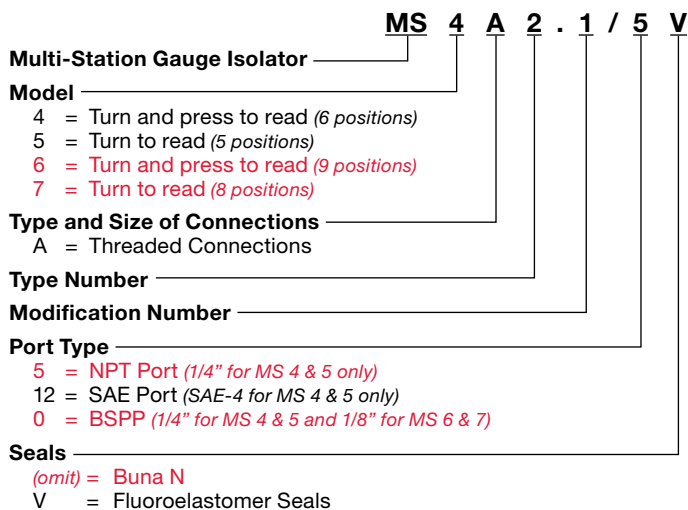 MS 4 A 2 . 1 / 5 V
Multi-Station Gauge Isolator
Model
4 = Turn and press to read (6 positions)
5 = Turn to read (5 positions)
6 = Turn and press to read (9 positions)
7 = Turn to read (8 positions)
Type and Size of Connections
A = Threaded Connections
Type Number
Modification Number
Port Type
5 = NPT Port (1/4” for MS 4 & 5 only)
12 = SAE Port (SAE-4 for MS 4 & 5 only)
0 = BSPP (1/4” for MS 4 & 5 and 1/8” for MS 6 & 7)
Seals
(omit) = Buna N
V = Fluoroelastomer Seals